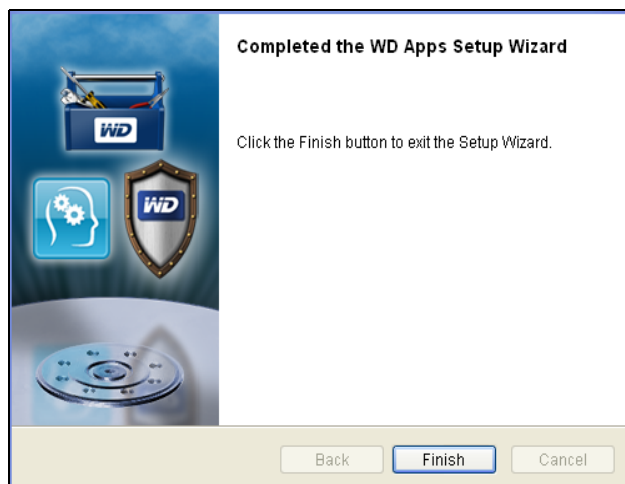 Completed the WD Apps Setup Wizard
Click the Finish button to exit the Setup Wizard.
WD
WD
Back
Finish
Cancel